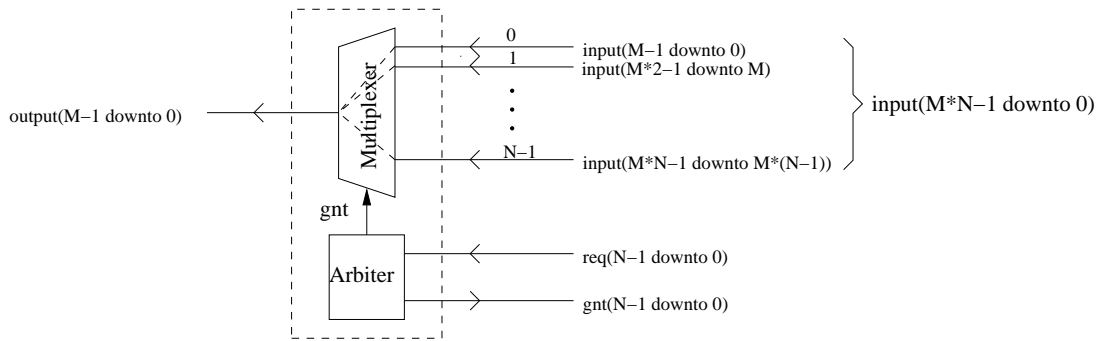 0
input(M–1 downto 0)
1
input(M*2–1 downto M)
input(M*N–1 downto 0)
output(M–1 downto 0)
Multiplexer
N–1
input(M*N–1 downto M*(N–1))
gnt
req(N–1 downto 0)
Arbiter
gnt(N–1 downto 0)